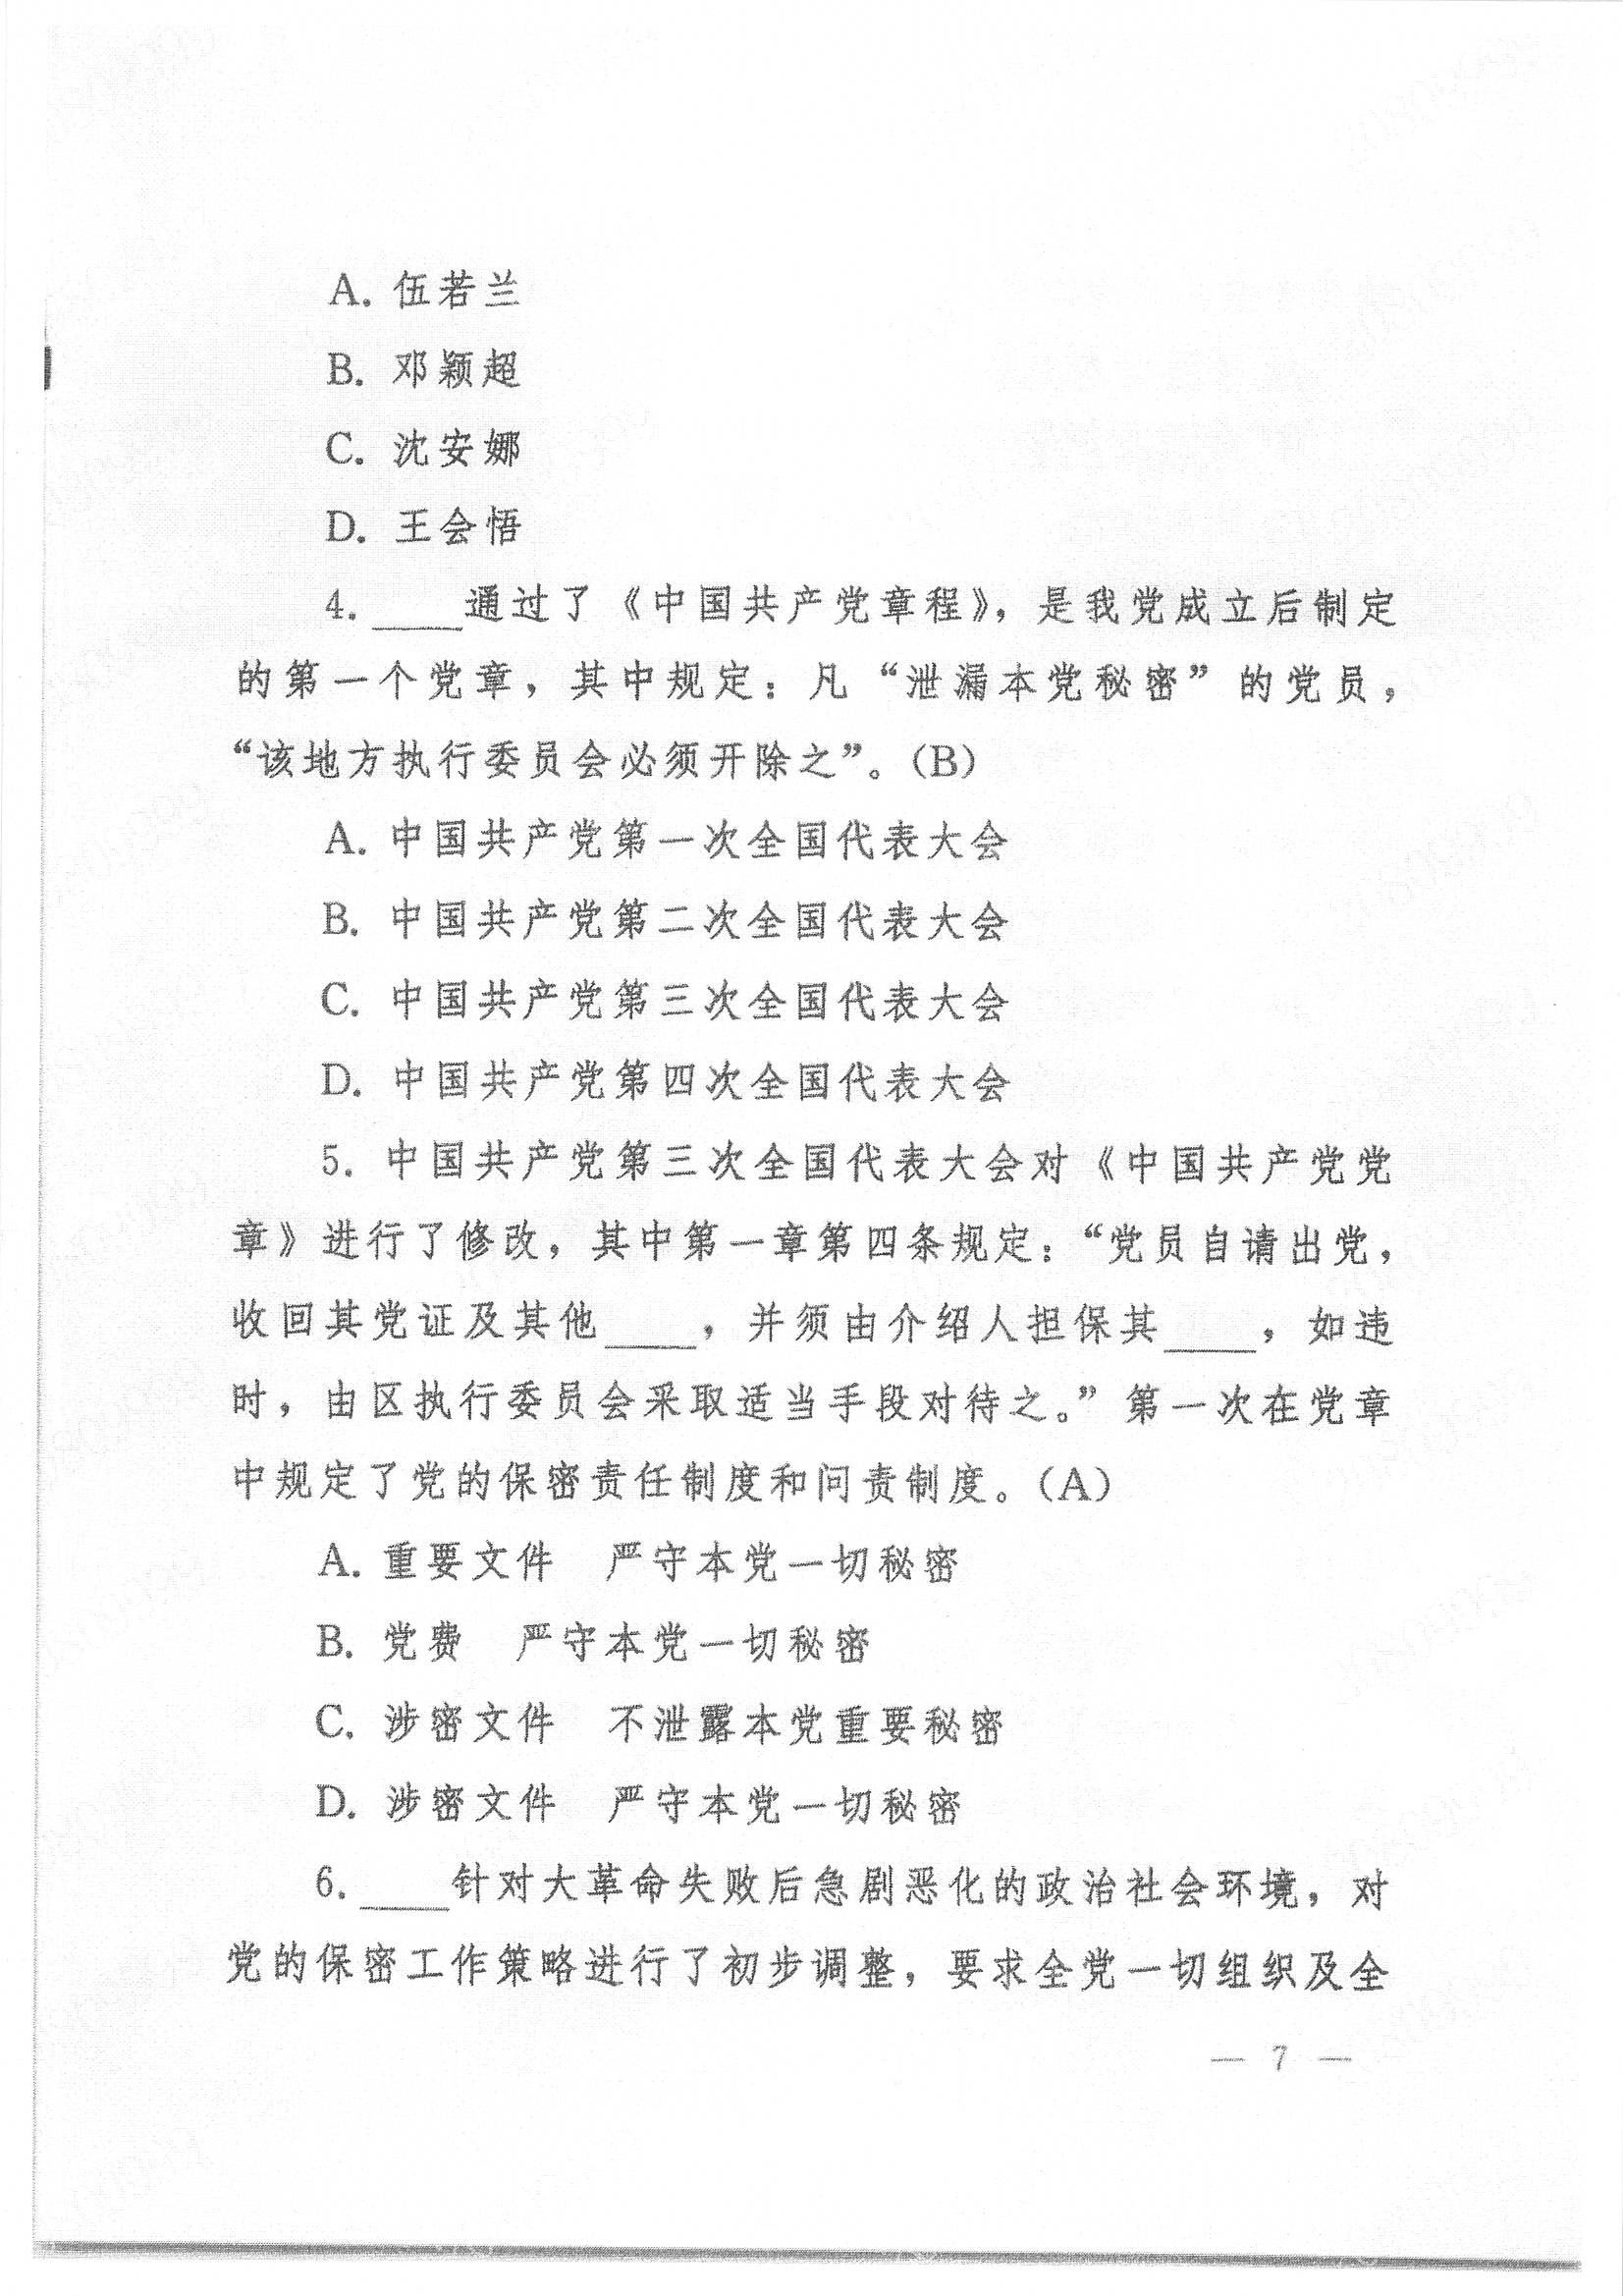 A. 伍若兰
B. 邓颖超
C. 沈安娜
D. 王会悟
4. ____通过了《中国共产党章程》，是我党成立后制定
的第一个党章，其中规定：凡“泄漏本党秘密”的党员，
“该地方执行委员会必须开除之”。（B）
A. 中国共产党第一次全国代表大会
B. 中国共产党第二次全国代表大会
C. 中国共产党第三次全国代表大会
D. 中国共产党第四次全国代表大会
5. 中国共产党第三次全国代表大会对《中国共产党党
章》进行了修改，其中第一章第四条规定：“党员自请出党，
收回其党证及其他____，并须由介绍人担保其____，如违
时，由区执行委员会采取适当手段对待之。”第一次在党章
中规定了党的保密责任制度和问责制度。（A）
A. 重要文件 严守本党一切秘密
B. 党费 严守本党一切秘密
C. 涉密文件 不泄露本党重要秘密
D. 涉密文件 严守本党一切秘密
6. ____针对大革命失败后急剧恶化的政治社会环境，对
党的保密工作策略进行了初步调整，要求全党一切组织及全
— 7 —